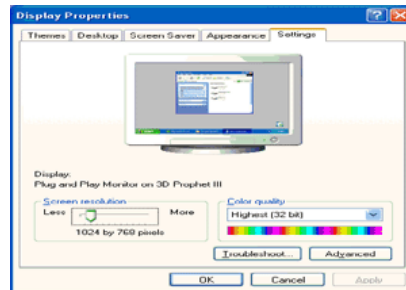 Display Properties
Themes Desktop Screen Saver Appearance Settings
Display:
Plug and Play Monitor on 3D Prophet III
Screen resolution
Less More
1024 by 768 pixels
Color quality
Highest (32 bit)
Troubleshoot... Advanced
OK Cancel Apply